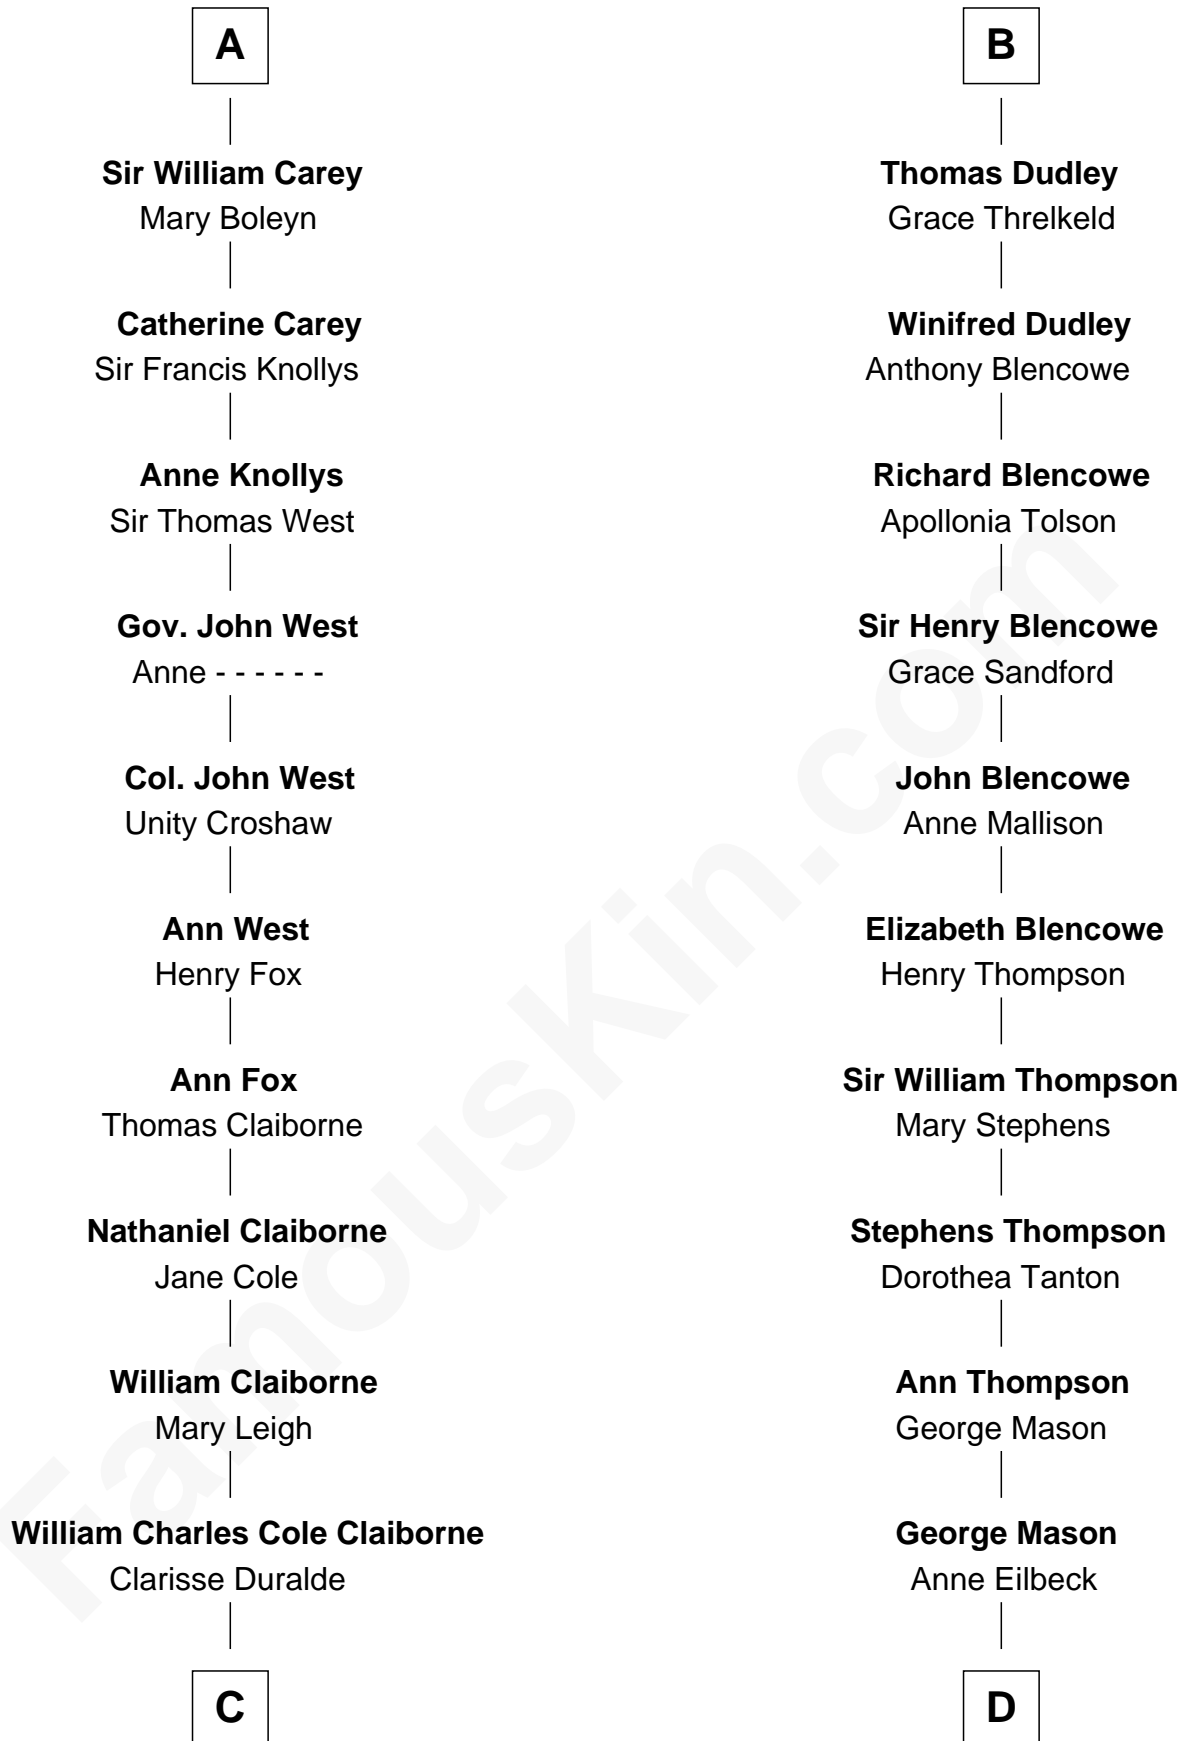 A
Sir William Carey
Mary Boleyn
Catherine Carey
Sir Francis Knollys
Anne Knollys
Sir Thomas West
Gov. John West
Anne - - - - - -
Col. John West
Unity Croshaw
Ann West
Henry Fox
Ann Fox
Thomas Claiborne
Nathaniel Claiborne
Jane Cole
William Claiborne
Mary Leigh
William Charles Cole Claiborne
Clarisse Duralde
C
B
Thomas Dudley
Grace Threlkeld
Winifred Dudley
Anthony Blencowe
Richard Blencowe
Apollonia Tolson
Sir Henry Blencowe
Grace Sandford
John Blencowe
Anne Mallison
Elizabeth Blencowe
Henry Thompson
Sir William Thompson
Mary Stephens
Stephens Thompson
Dorothea Tanton
Ann Thompson
George Mason
George Mason
Anne Eilbeck
D
FamousKin.com